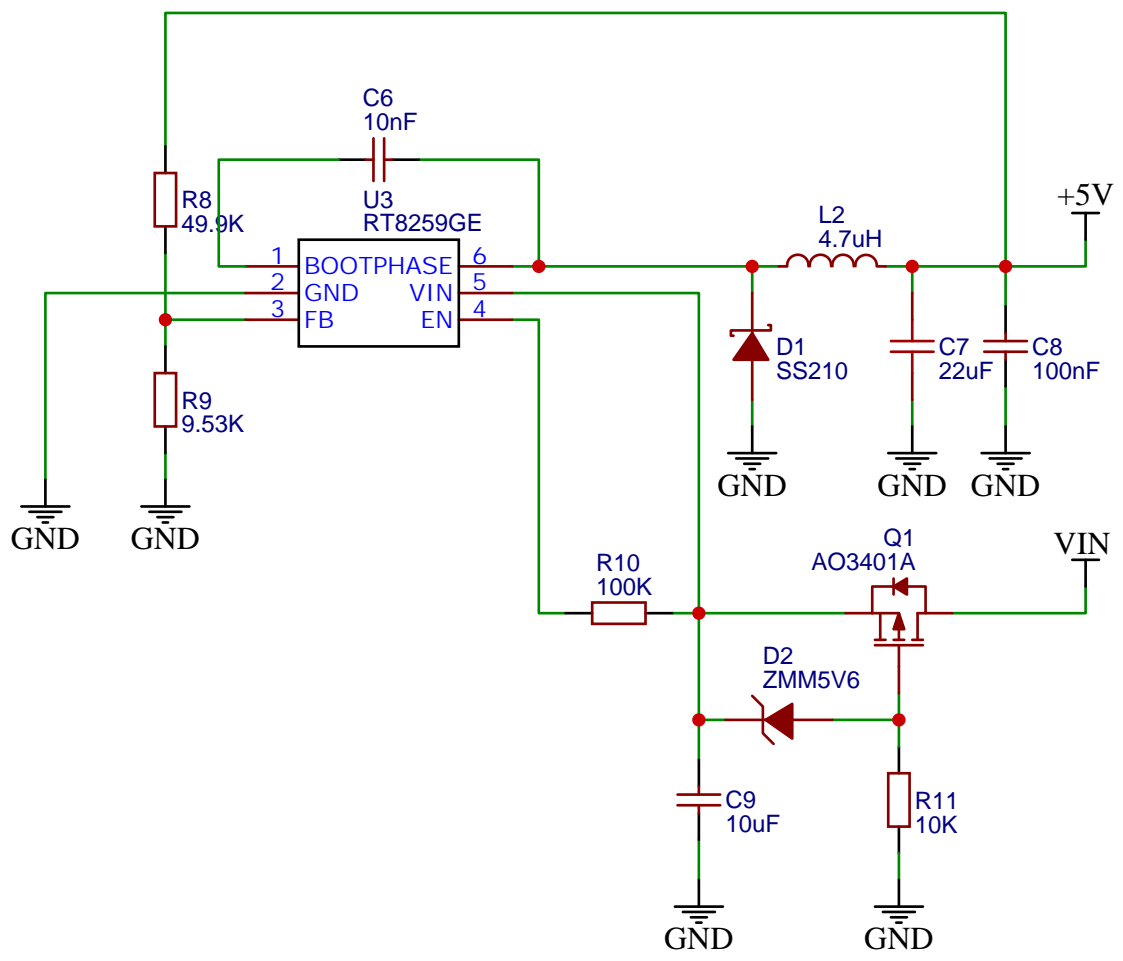 C6
10nF
+5V
R8
49.9K
U3
RT8259GE
L2
4.7uH
1
BOOT
PHASE
6
2
GND
VIN
5
3
FB
EN
4
D1
SS210
C7
22uF
C8
100nF
R9
9.53K
GND
GND
GND
GND
GND
R10
100K
Q1
AO3401A
VIN
D2
ZMM5V6
C9
10uF
R11
10K
GND
GND